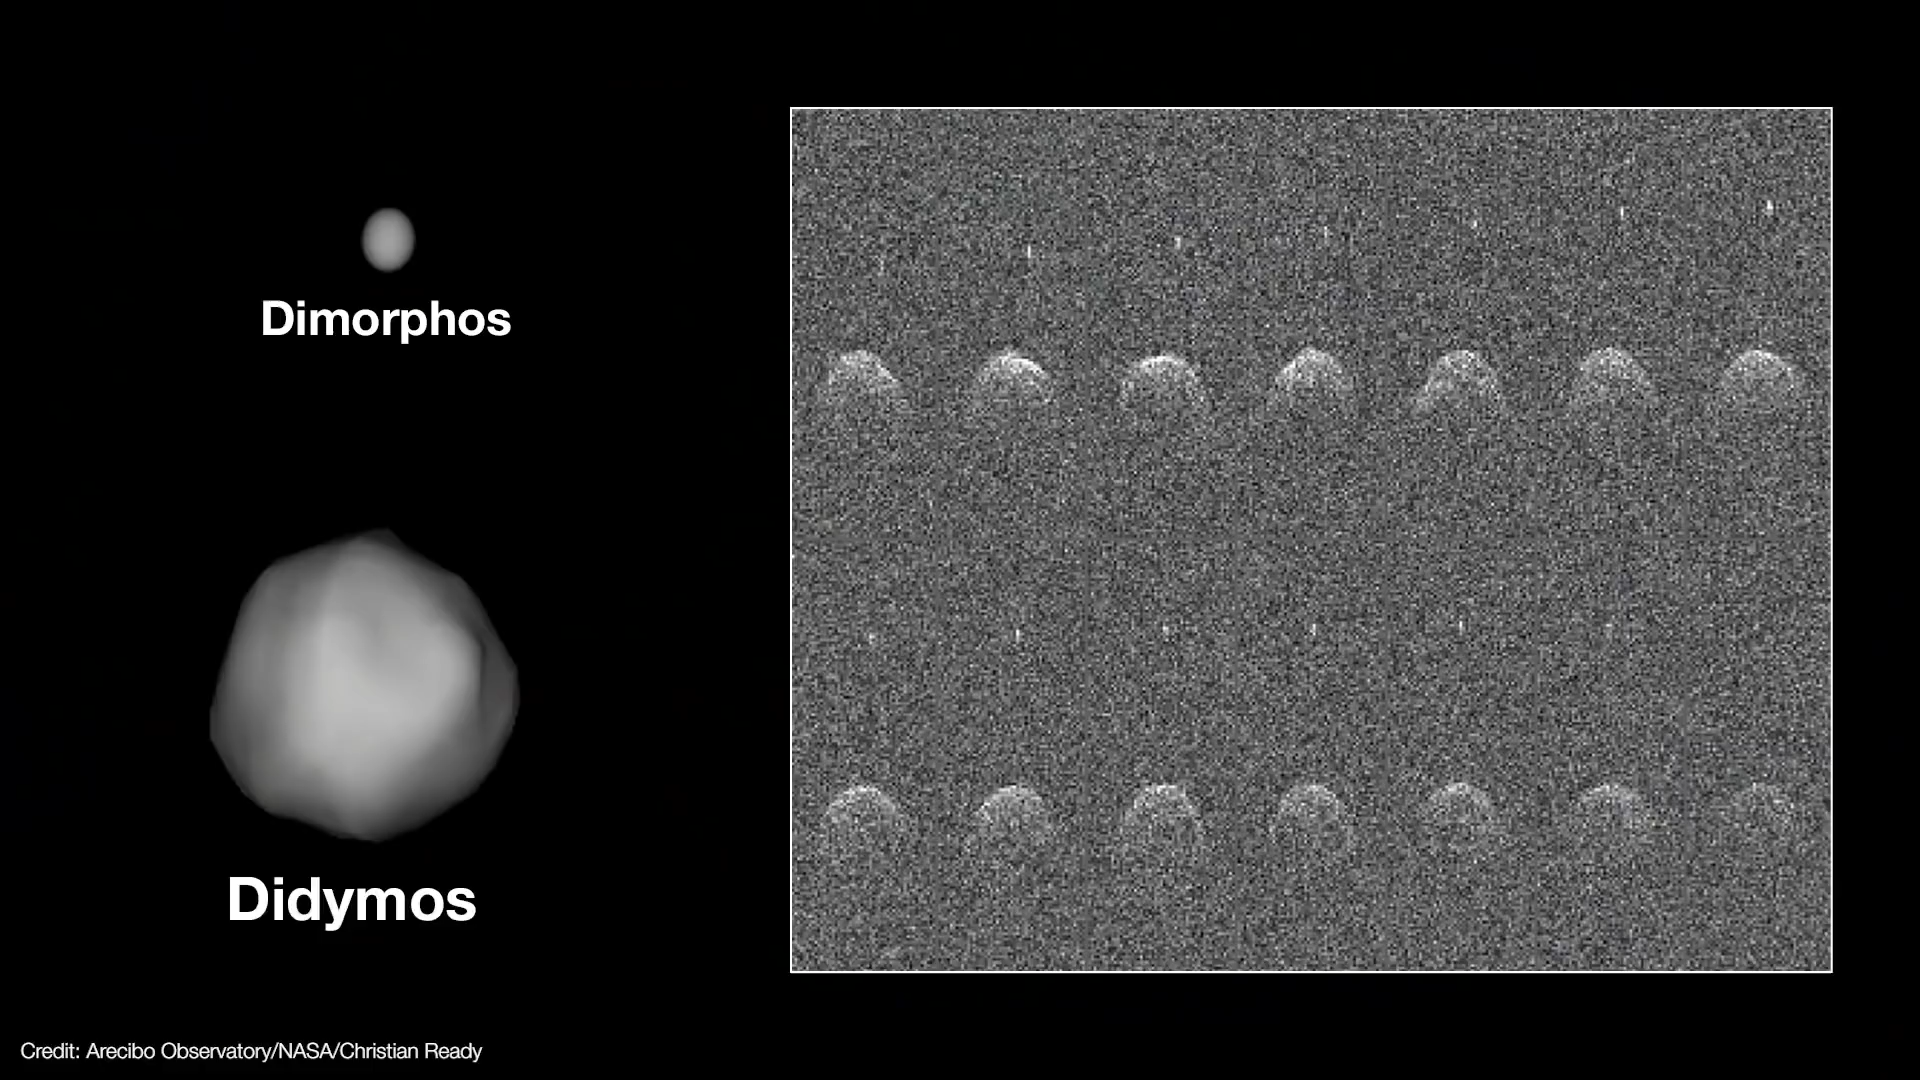 Dimorphos
Didymos
Credit: Arecibo Observatory/NASA/Christian Ready